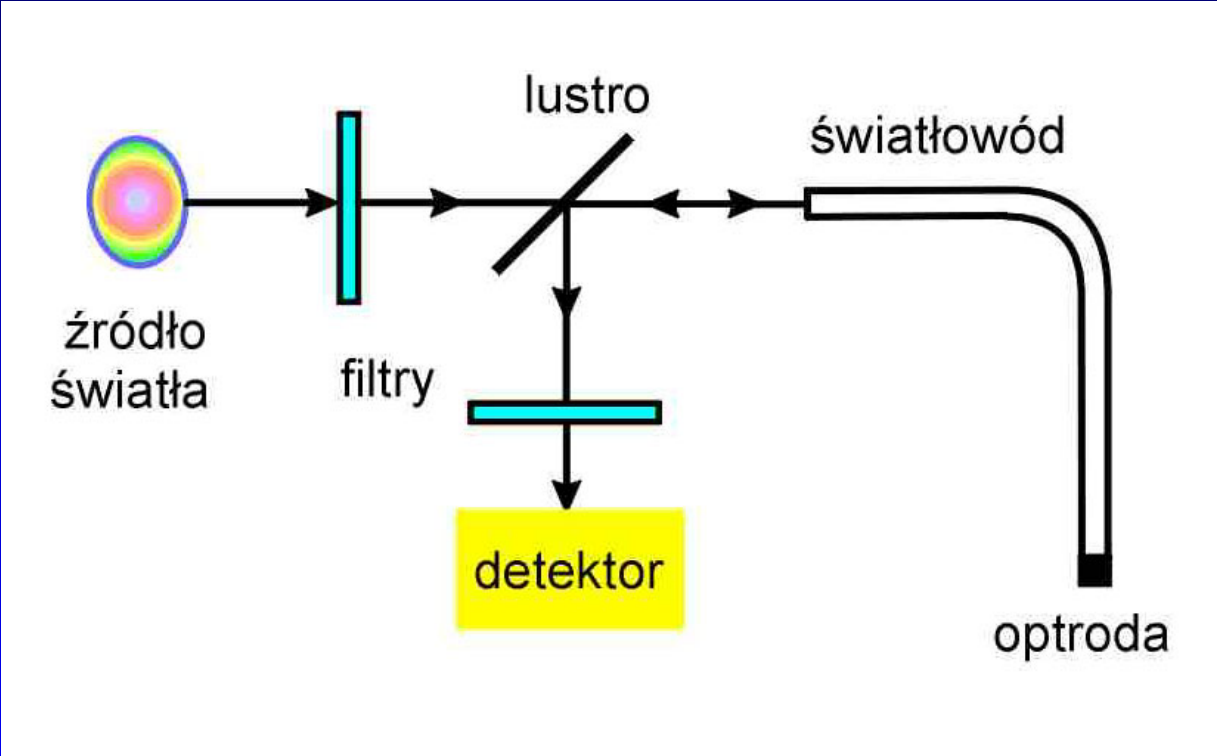 lustro
światłowód
źródło
światła
filtry
detektor
optroda